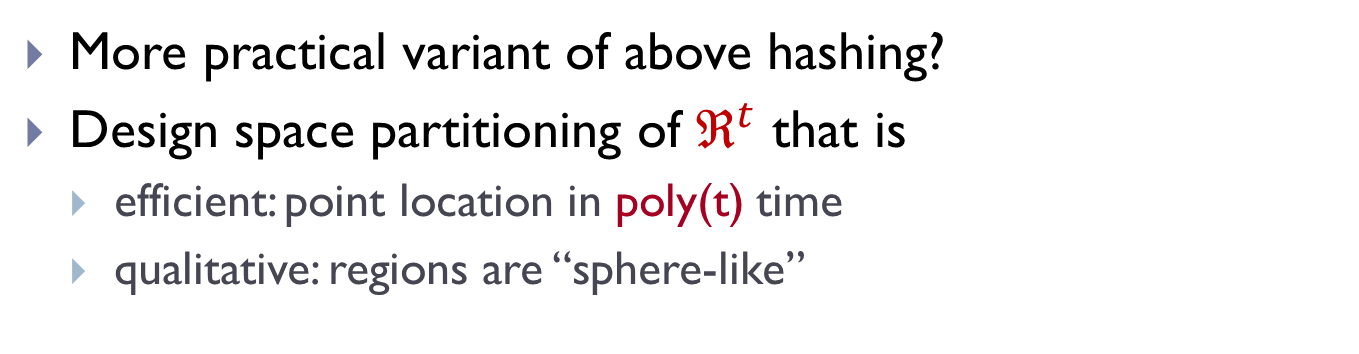 More practical variant of above hashing?
Design space partitioning of ℜᵗ that is
efficient: point location in poly(t) time
qualitative: regions are “sphere-like”